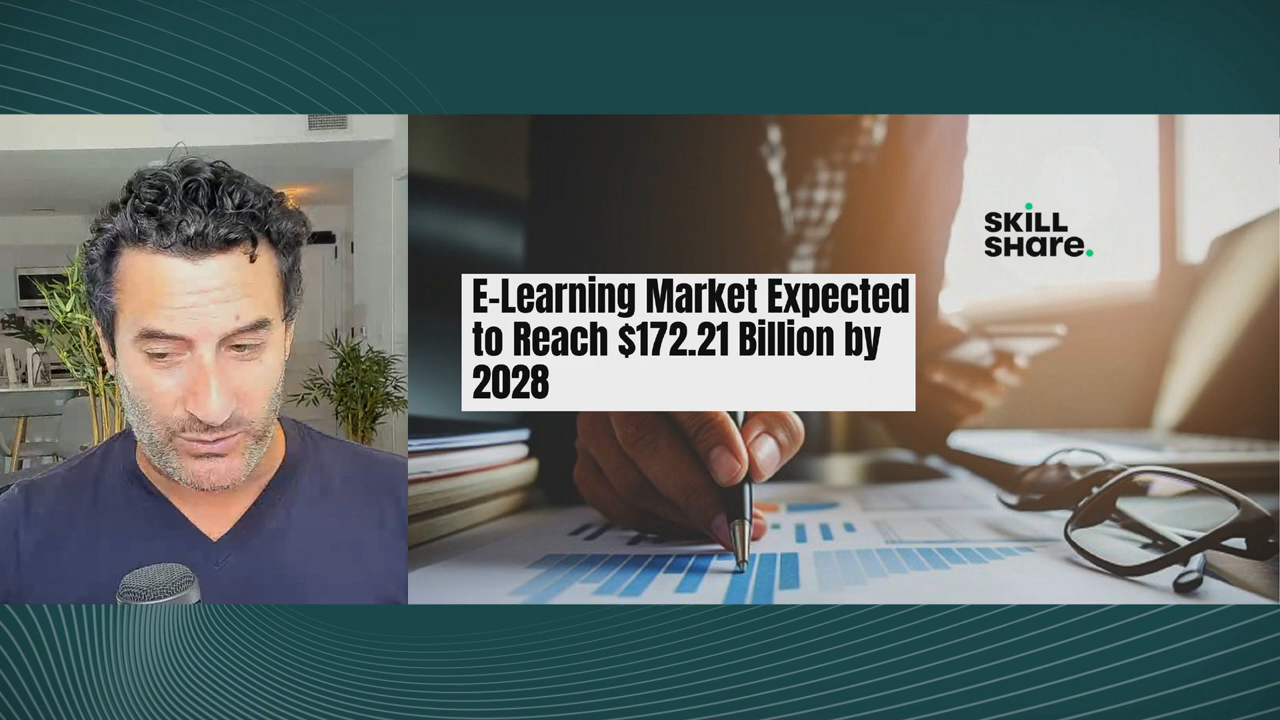 SKILL
SHare.
E-Learning Market Expected
to Reach $172.21 Billion by
2028